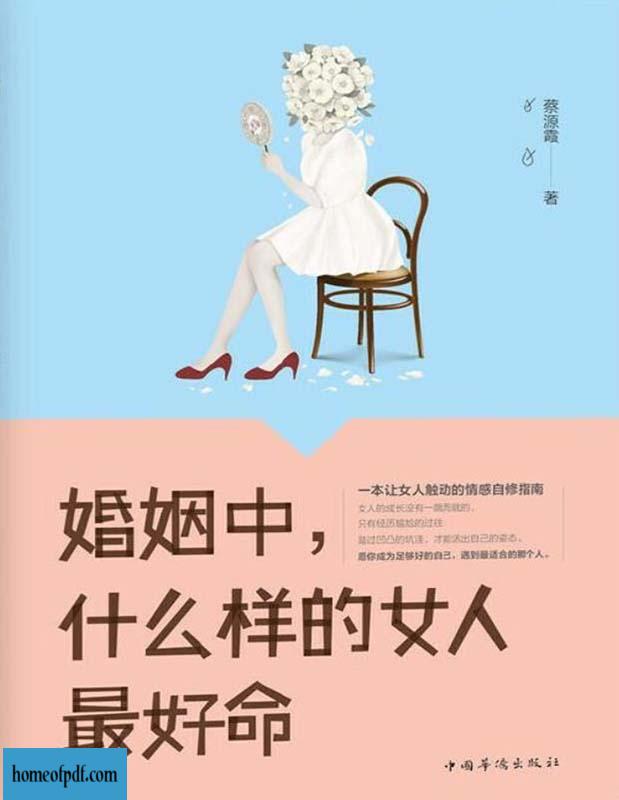 蔡源霞——著
婚姻中，
什么样的女人
最好命
一本让女人触动的情感自修指南
女人的成长没有一蹴而就的，
只有经历尴尬的过往
踏过凹凸的坑洼，才能活出自己的姿态。
愿你成为足够好的自己，遇到最适合的那个人。
中国华侨出版社
homeofpdf.com